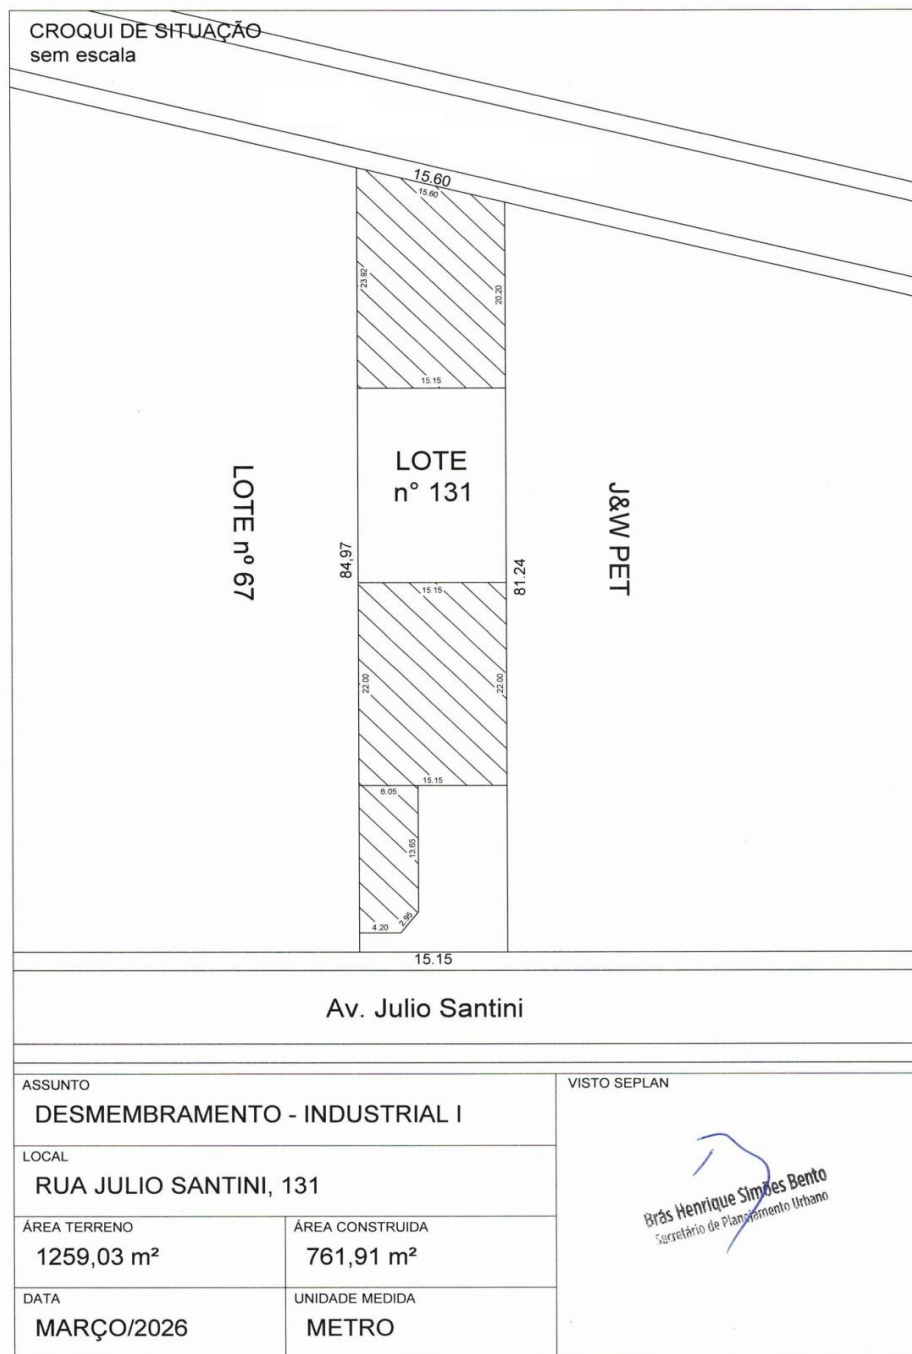 CROQUI DE SITUAÇÃO
sem escala
15.60
15.60
23.92
20.20
15.15
LOTE
n° 131
LOTE nº 67
J&W PET
84,97
81.24
15.15
22.00
22.00
15.15
6.05
13.65
2.95
4.20
15.15
Av. Julio Santini
ASSUNTO
DESMEMBRAMENTO - INDUSTRIAL I
LOCAL
RUA JULIO SANTINI, 131
ÁREA TERRENO
1259,03 m²
ÁREA CONSTRUIDA
761,91 m²
DATA
MARÇO/2026
UNIDADE MEDIDA
METRO
VISTO SEPLAN
Brás Henrique Simões Bento
Secretário de Planejamento Urbano